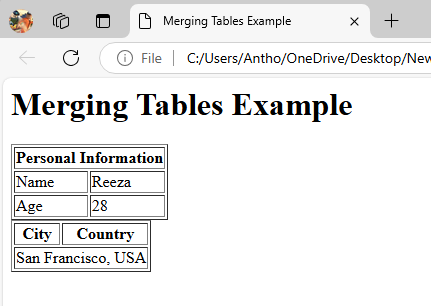 Merging Tables Example
File C:/Users/Antho/OneDrive/Desktop/New
Merging Tables Example
Personal Information
Name Reeza
Age 28
City Country
San Francisco, USA